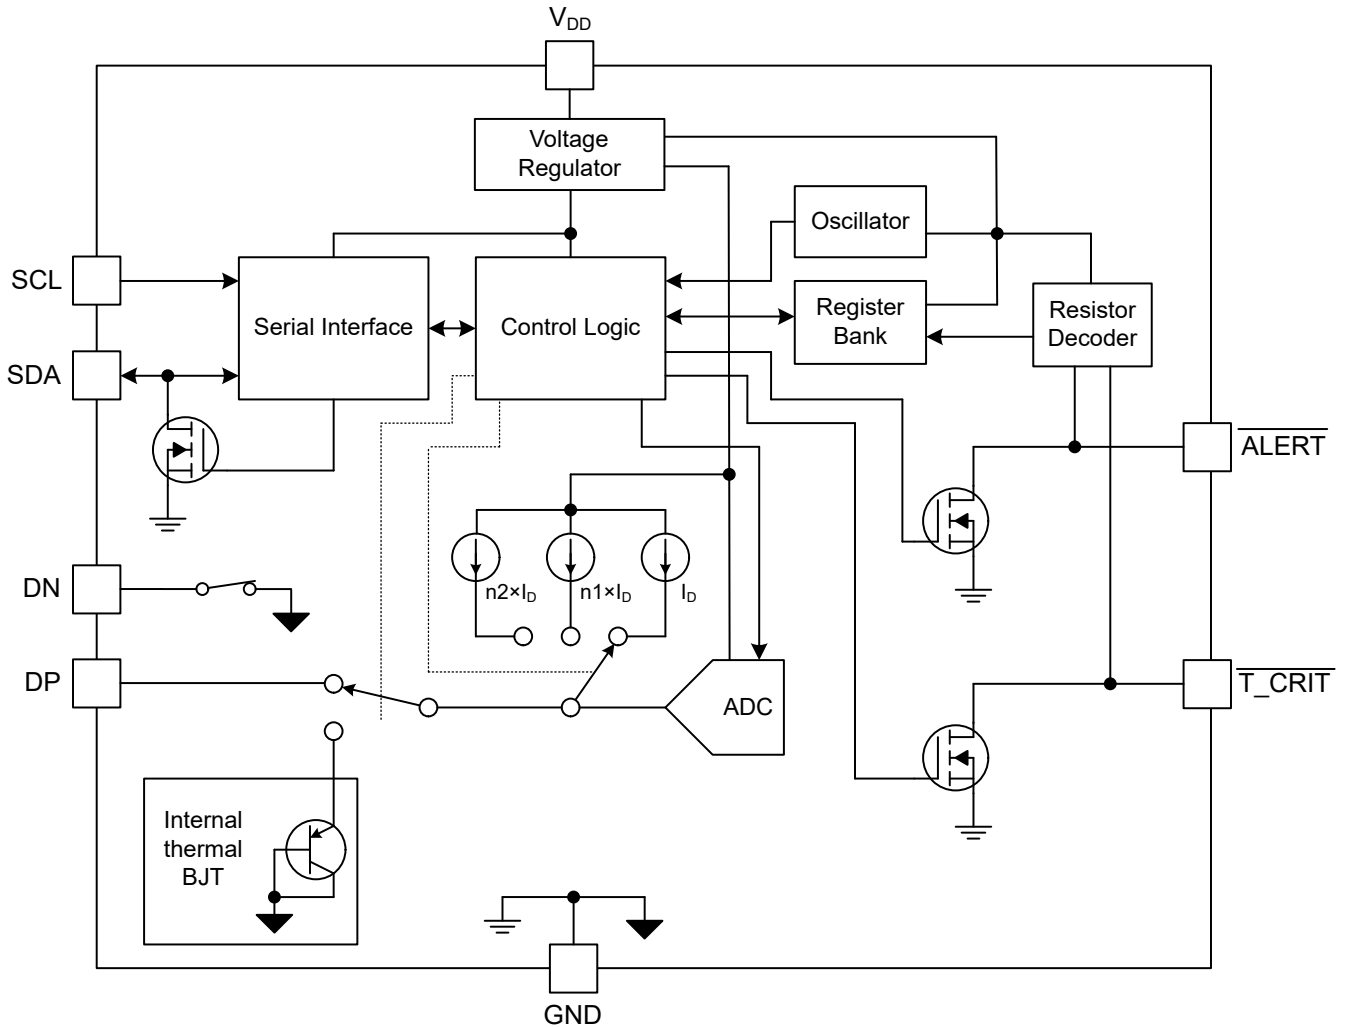 VDD
Voltage
Regulator
Oscillator
SCL
Serial Interface
Control Logic
Register
Bank
Resistor
Decoder
SDA
ALERT
DN
n2×ID
n1×ID
ID
DP
ADC
T_CRIT
Internal
thermal
BJT
GND